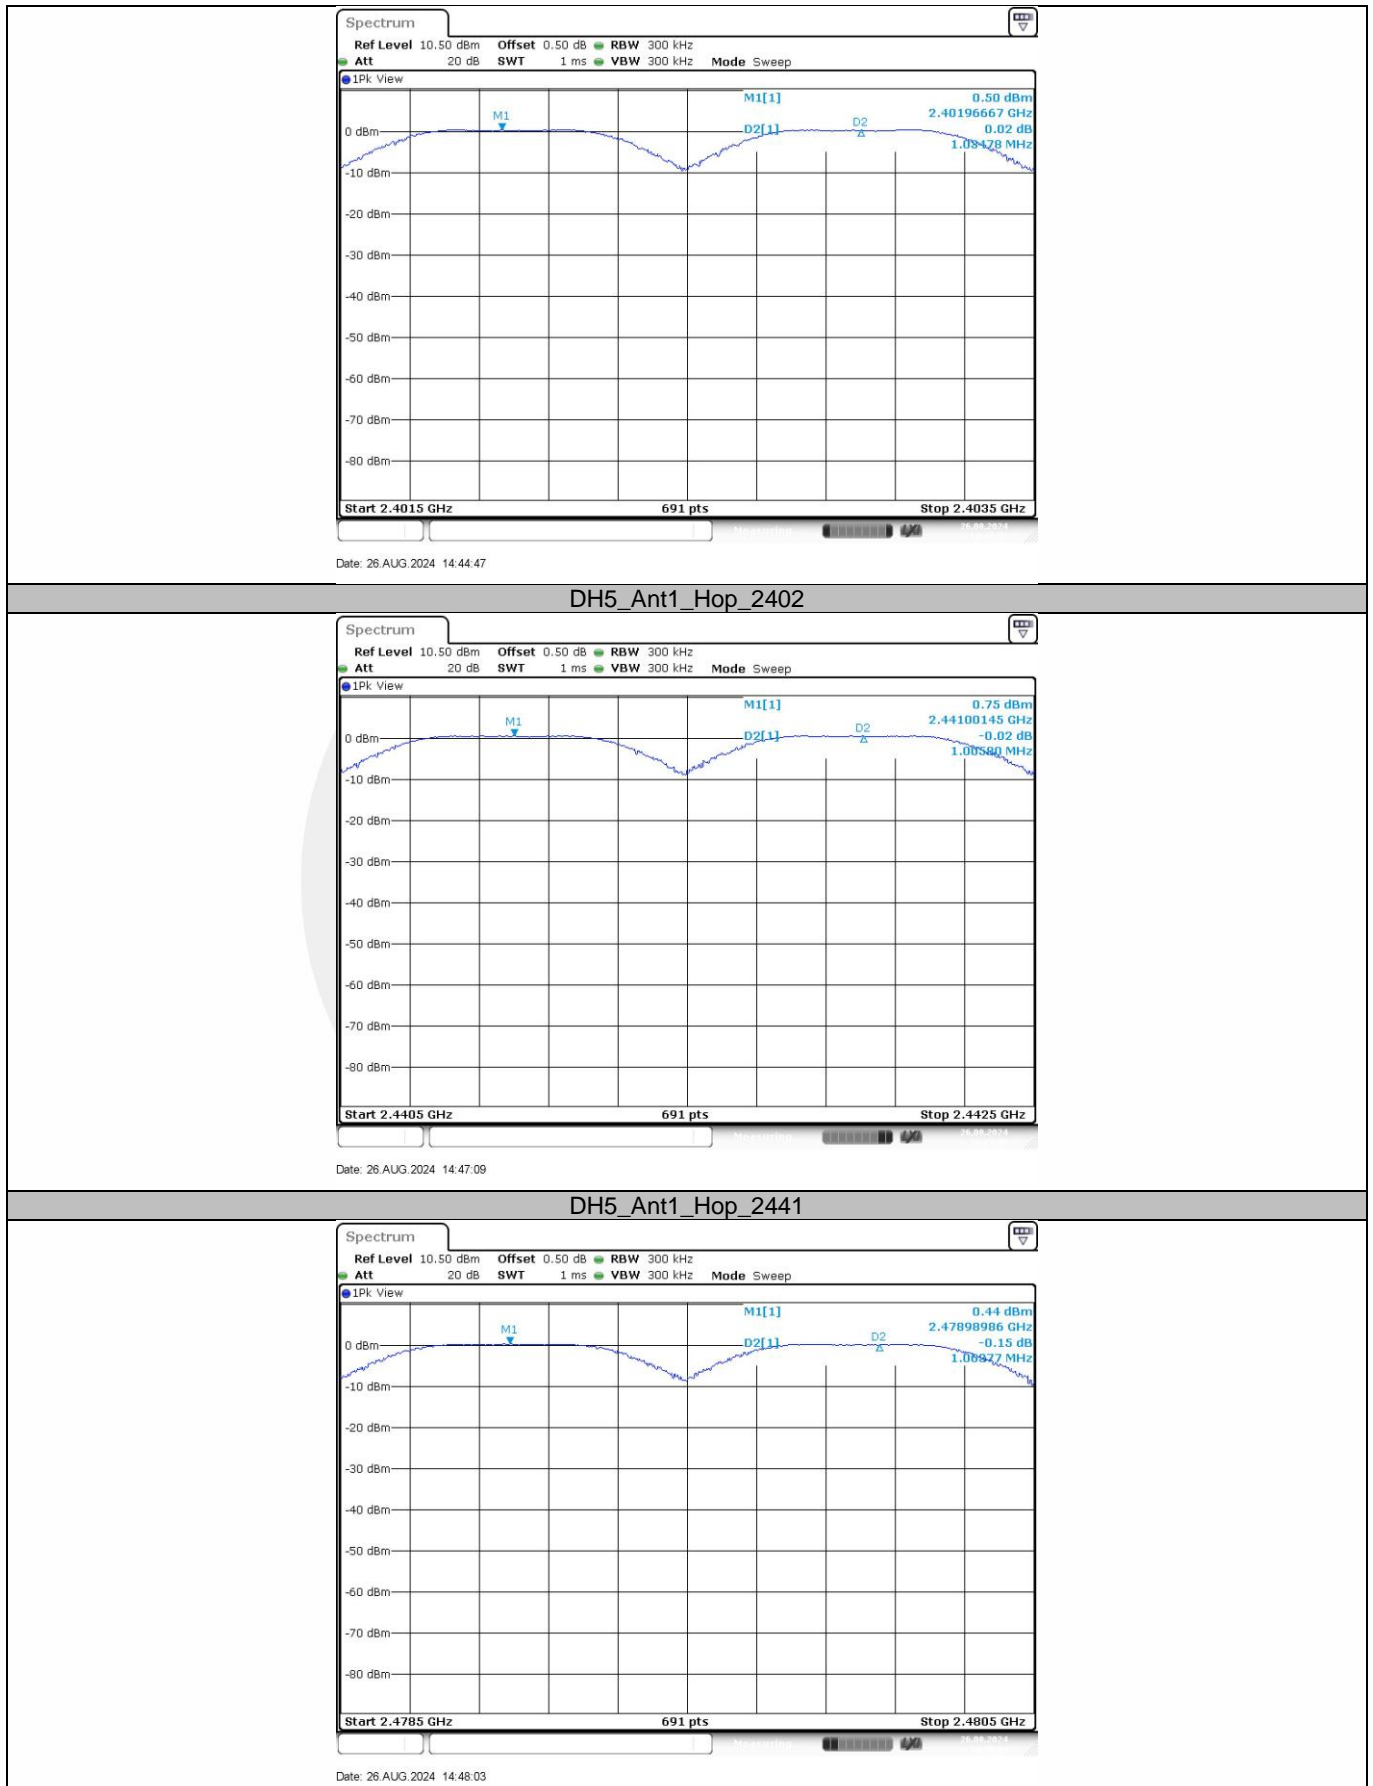 Spectrum
Ref Level 10.50 dBm Offset 0.50 dB RBW 300 kHz
Att 20 dB SWT 1 ms VBW 300 kHz Mode Sweep
1Pk View
M1[1] 0.50 dBm
2.40196667 GHz
M1
D2
0 dBm
D2[1] 0.02 dB
1.08478 MHz
-10 dBm
-20 dBm
-30 dBm
-40 dBm
-50 dBm
-60 dBm
-70 dBm
-80 dBm
Start 2.4015 GHz 691 pts Stop 2.4035 GHz
Date: 26.AUG.2024 14:44:47
DH5_Ant1_Hop_2402
Spectrum
Ref Level 10.50 dBm Offset 0.50 dB RBW 300 kHz
Att 20 dB SWT 1 ms VBW 300 kHz Mode Sweep
1Pk View
M1[1] 0.75 dBm
2.44100145 GHz
M1
D2
0 dBm
D2[1] -0.02 dB
1.00580 MHz
-10 dBm
-20 dBm
-30 dBm
-40 dBm
-50 dBm
-60 dBm
-70 dBm
-80 dBm
Start 2.4405 GHz 691 pts Stop 2.4425 GHz
Date: 26.AUG.2024 14:47:09
DH5_Ant1_Hop_2441
Spectrum
Ref Level 10.50 dBm Offset 0.50 dB RBW 300 kHz
Att 20 dB SWT 1 ms VBW 300 kHz Mode Sweep
1Pk View
M1[1] 0.44 dBm
2.47898986 GHz
M1
D2
0 dBm
D2[1] -0.15 dB
MHz
-10 dBm
-20 dBm
-30 dBm
-40 dBm
-50 dBm
-60 dBm
-70 dBm
-80 dBm
Start 2.4785 GHz 691 pts Stop 2.4805 GHz
Date: 26.AUG.2024 14:48:03